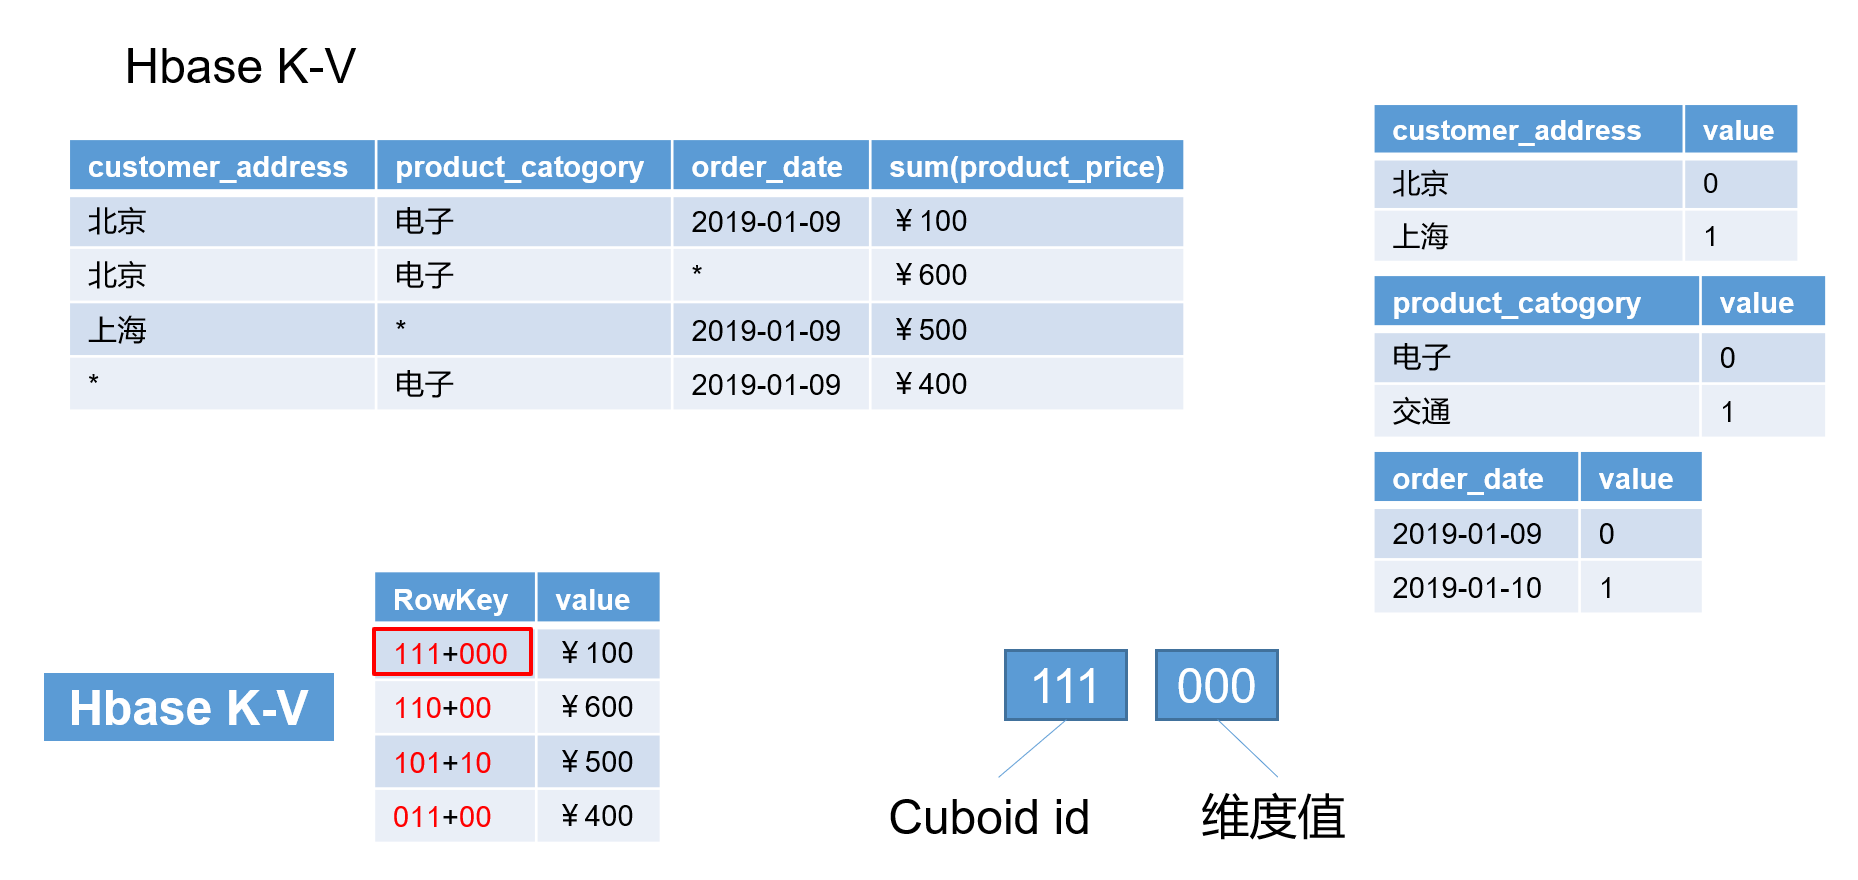 Hbase K-V
customer_address product_catogory order_date sum(product_price)
北京 电子 2019-01-09 ¥100
北京 电子 * ¥600
上海 * 2019-01-09 ¥500
* 电子 2019-01-09 ¥400
customer_address value
北京 0
上海 1
product_catogory value
电子 0
交通 1
order_date value
2019-01-09 0
2019-01-10 1
Hbase K-V
RowKey value
111+000 ¥100
110+00 ¥600
101+10 ¥500
011+00 ¥400
111 000
Cuboid id 维度值